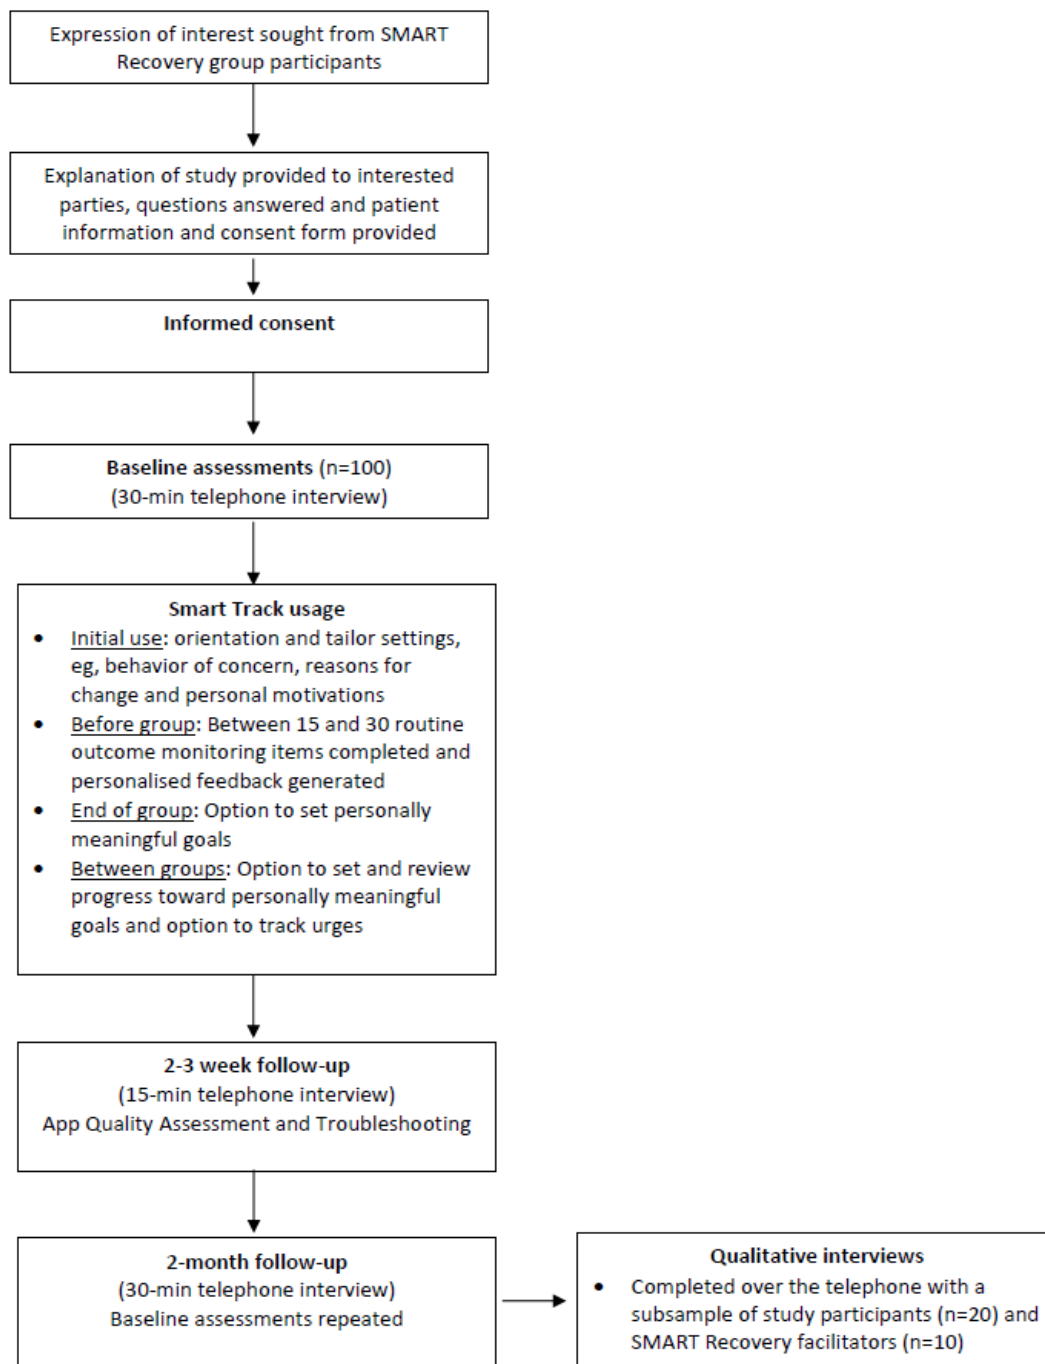 Expression of interest sought from SMART
Recovery group participants
Explanation of study provided to interested
parties, questions answered and patient
information and consent form provided
Informed consent
Baseline assessments (n=100)
(30-min telephone interview)
Smart Track usage
• Initial use: orientation and tailor settings,
eg, behavior of concern, reasons for
change and personal motivations
• Before group: Between 15 and 30 routine
outcome monitoring items completed and
personalised feedback generated
• End of group: Option to set personally
meaningful goals
• Between groups: Option to set and review
progress toward personally meaningful
goals and option to track urges
2-3 week follow-up
(15-min telephone interview)
App Quality Assessment and Troubleshooting
2-month follow-up
(30-min telephone interview)
Baseline assessments repeated
Qualitative interviews
• Completed over the telephone with a
subsample of study participants (n=20) and
SMART Recovery facilitators (n=10)